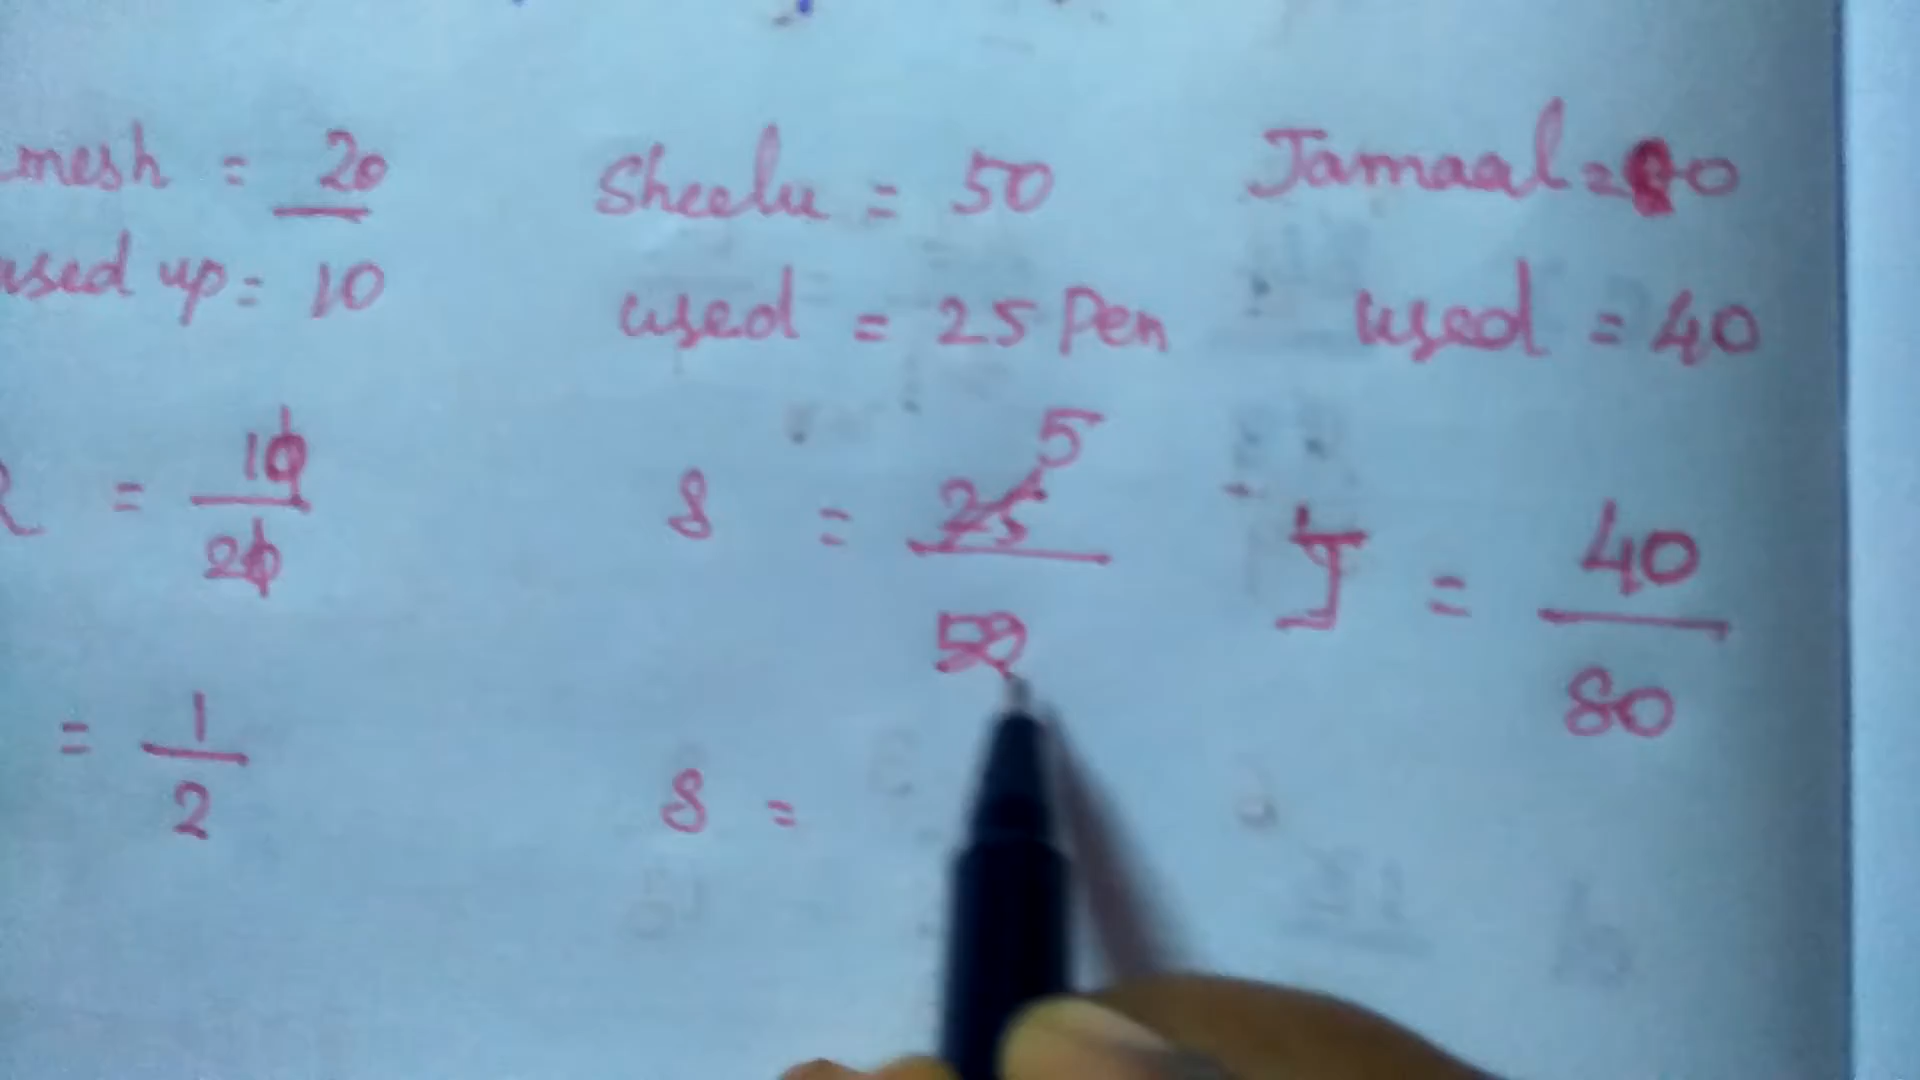 mesh = 20
used up = 10
= 10/20
= 1/2
Sheelu = 50
used = 25 Pen
5
S = 25/50
S =
Jamaal = 80
used = 40
J = 40/80